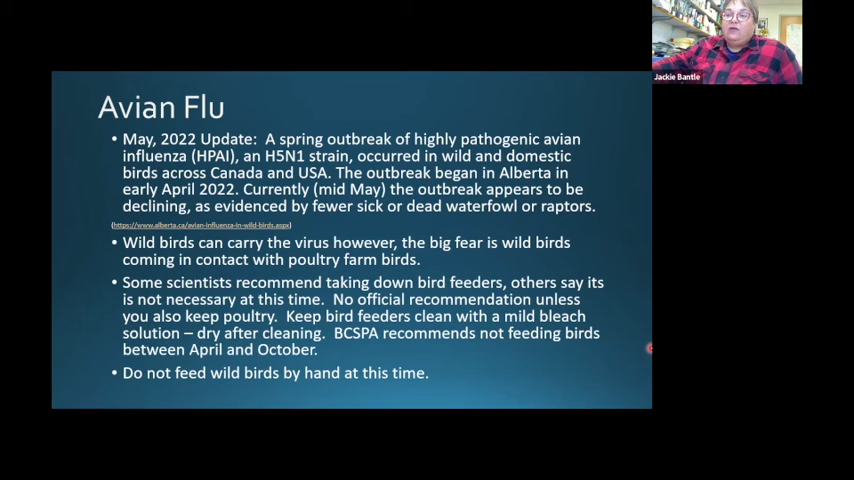 Jackie Bantle
Avian Flu
• May, 2022 Update:  A spring outbreak of highly pathogenic avian
influenza (HPAI), an H5N1 strain, occurred in wild and domestic
birds across Canada and USA. The outbreak began in Alberta in
early April 2022. Currently (mid May) the outbreak appears to be
declining, as evidenced by fewer sick or dead waterfowl or raptors.
(https://www.alberta.ca/avian-influenza-in-wild-birds.aspx)
• Wild birds can carry the virus however, the big fear is wild birds
coming in contact with poultry farm birds.
• Some scientists recommend taking down bird feeders, others say its
is not necessary at this time.  No official recommendation unless
you also keep poultry.  Keep bird feeders clean with a mild bleach
solution – dry after cleaning.  BCSPA recommends not feeding birds
between April and October.
• Do not feed wild birds by hand at this time.